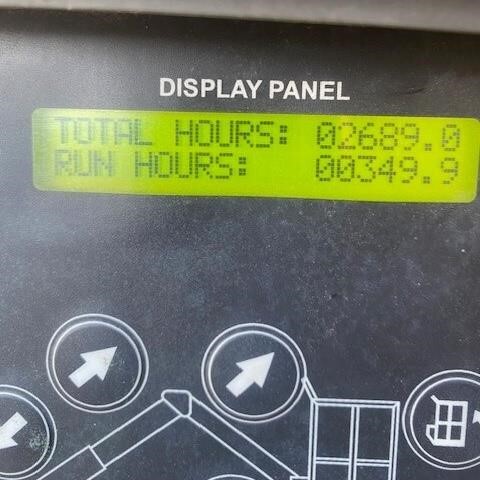 DISPLAY PANEL
TOTAL HOURS: 02689.0
RUN HOURS: 00349.9